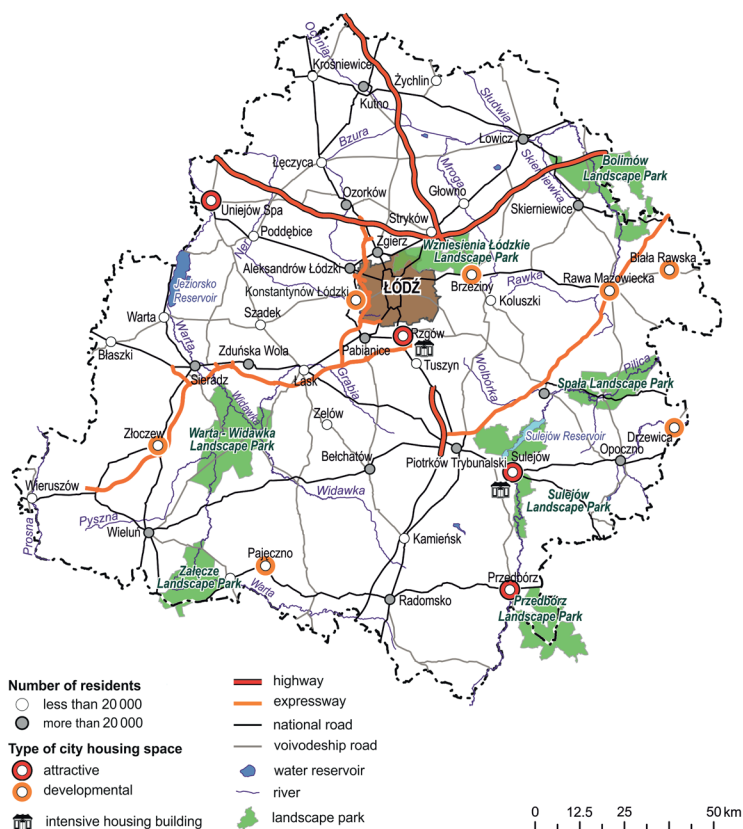 Ochnia
Krośniewice
Żychlin
Kutno
Słudwia
Bzura
Łowicz
Łęczyca
Mroga
Skierniewka
Bolimów
Landscape Park
Ozorków
Głowno
Uniejów Spa
Skierniewice
Stryków
Poddębice
Zgierz
Wzniesienia Łódzkie
Landscape Park
Ner
Biała Rawska
Aleksandrów Łódzki
Jeziorsko
Reservoir
Konstantynów Łódzki
ŁÓDŹ
Brzeziny
Rawka
Rawa Mazowiecka
Koluszki
Szadek
Warta
Warta
Rzgów
Błaszki
Zduńska Wola
Pabianice
Tuszyn
Wolbórka
Pilica
Sieradz
Łask
Grabia
Spała Landscape Park
Widawka
Zelów
Złoczew
Warta - Widawka
Landscape Park
Sulejów Reservoir
Drzewica
Bełchatów
Piotrków Trybunalski
Sulejów
Opoczno
Wieruszów
Widawka
Sulejów
Landscape Park
Prosna
Pyszna
Wieluń
Kamieńsk
Pajęczno
Załęcze
Landscape Park
Warta
Przedbórz
Radomsko
Przedbórz
Landscape Park
Number of residents
less than 20 000
more than 20 000
Type of city housing space
attractive
developmental
intensive housing building
highway
expressway
national road
voivodeship road
water reservoir
river
landscape park
0 12.5 25 50 km